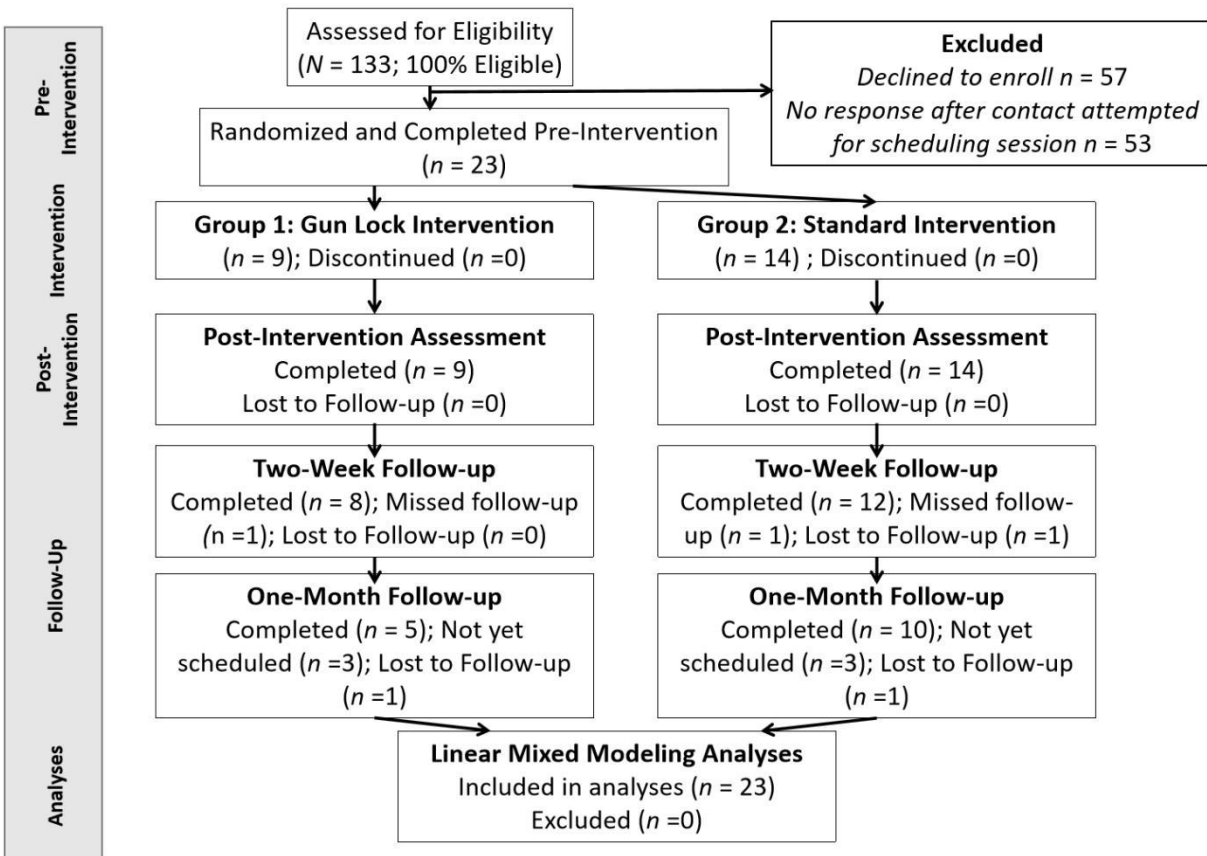 Assessed for Eligibility
(N = 133; 100% Eligible)
Excluded
Declined to enroll n = 57
No response after contact attempted
for scheduling session n = 53
Pre-
Intervention
Randomized and Completed Pre-Intervention
(n = 23)
Intervention
Group 1: Gun Lock Intervention
(n = 9); Discontinued (n =0)
Group 2: Standard Intervention
(n = 14) ; Discontinued (n =0)
Post-
Intervention
Post-Intervention Assessment
Completed (n = 9)
Lost to Follow-up (n =0)
Post-Intervention Assessment
Completed (n = 14)
Lost to Follow-up (n =0)
Follow-Up
Two-Week Follow-up
Completed (n = 8); Missed follow-up
(n =1); Lost to Follow-up (n =0)
Two-Week Follow-up
Completed (n = 12); Missed follow-
up (n = 1); Lost to Follow-up (n =1)
One-Month Follow-up
Completed (n = 5); Not yet
scheduled (n =3); Lost to Follow-up
(n =1)
One-Month Follow-up
Completed (n = 10); Not yet
scheduled (n =3); Lost to Follow-up
(n =1)
Analyses
Linear Mixed Modeling Analyses
Included in analyses (n = 23)
Excluded (n =0)